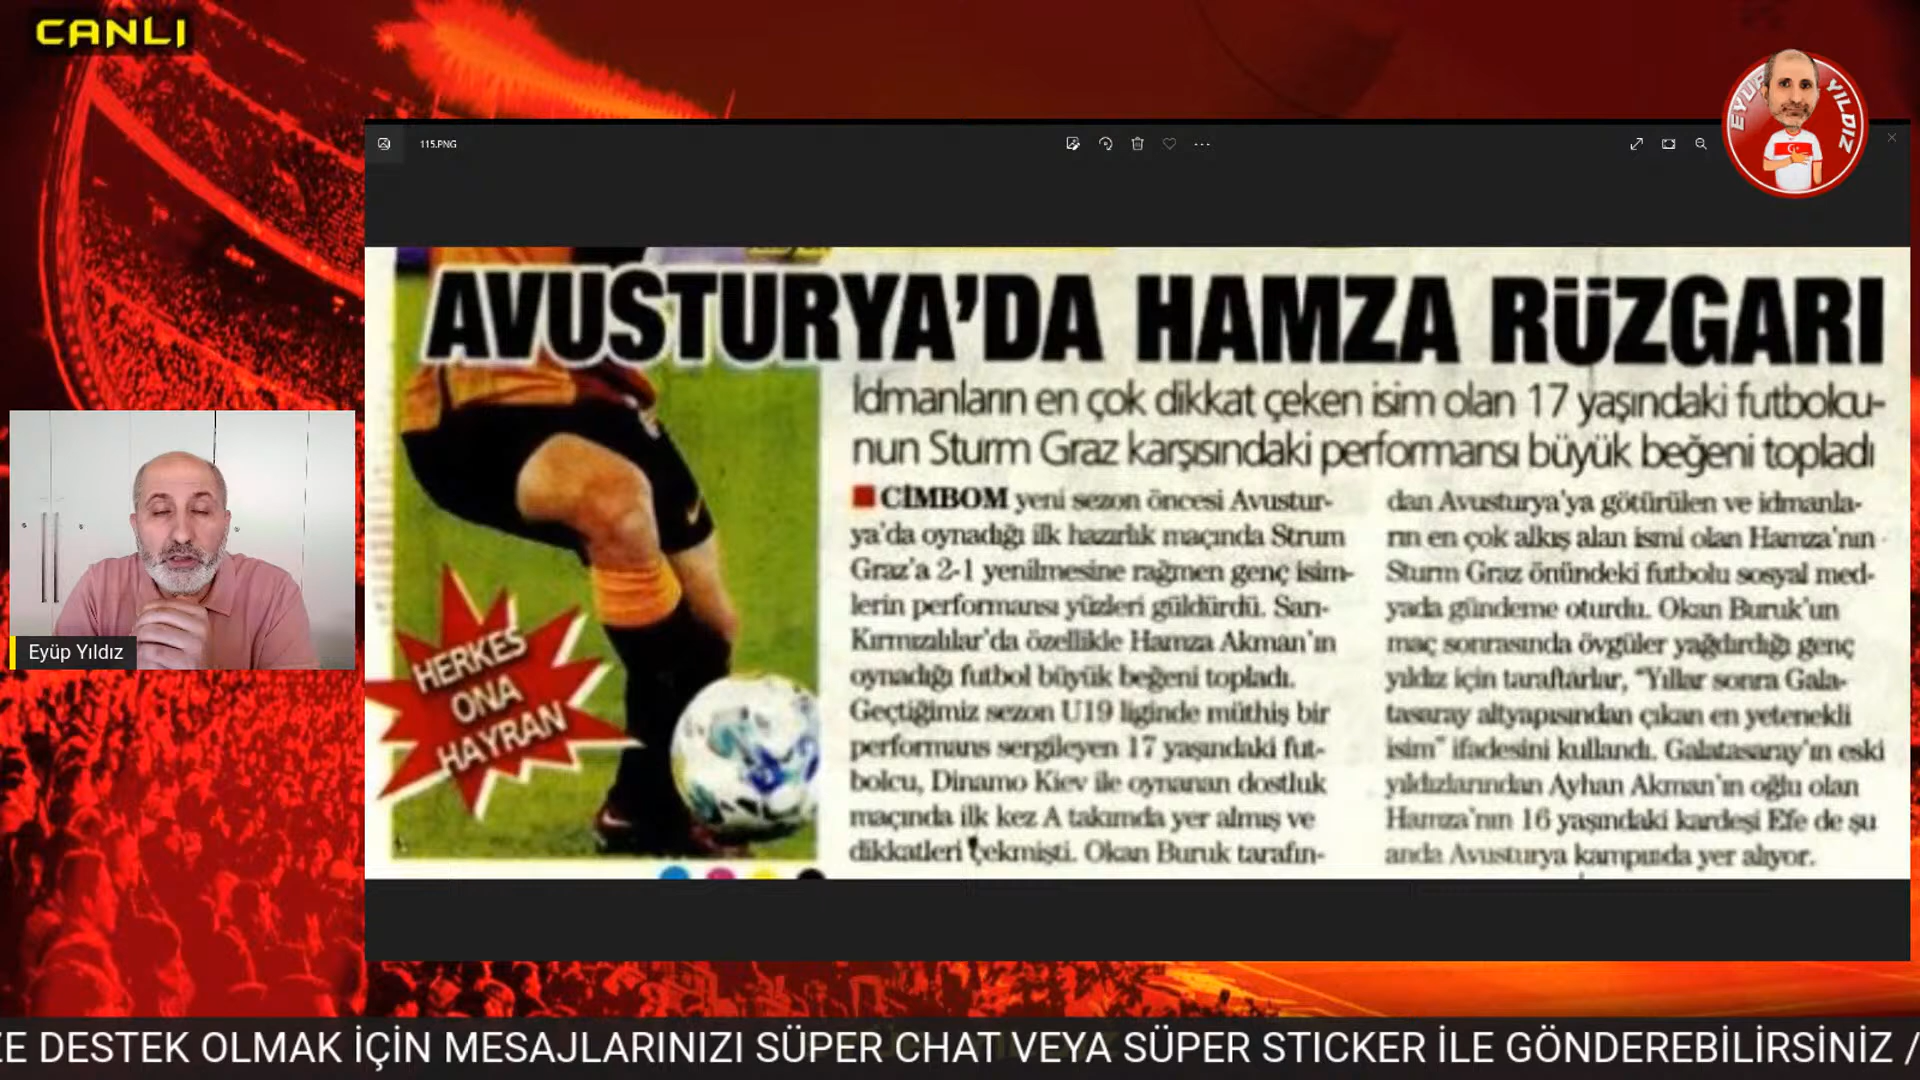 CANLI
EYÜP YILDIZ
115.PNG
AVUSTURYA'DA HAMZA RÜZGARI
İdmanların en çok dikkat çeken isim olan 17 yaşındaki futbolcu-
nun Sturm Graz karşısındaki performansı büyük beğeni topladı
CİMBOM yeni sezon öncesi Avustur-
ya'da oynadığı ilk hazırlık maçında Strum
Graz'a 2-1 yenilmesine rağmen genç isim-
lerin performansı yüzleri güldürdü. Sarı-
Kırmızılılar'da özellikle Hamza Akman'ın
oynadığı futbol büyük beğeni topladı.
Geçtiğimiz sezon U19 liginde müthiş bir
performans sergileyen 17 yaşındaki fut-
bolcu, Dinamo Kiev ile oynanan dostluk
maçında ilk kez A takımda yer almış ve
dikkatleri çekmişti. Okan Buruk tarafın-
dan Avusturya'ya götürülen ve idmanla-
rın en çok alkış alan ismi olan Hamza'nın
Sturm Graz önündeki futbolu sosyal med-
yada gündeme oturdu. Okan Buruk'un
maç sonrasında övgüler yağdırdığı genç
yıldız için taraftarlar, "Yıllar sonra Gala-
tasaray altyapısından çıkan en yetenekli
isim" ifadesini kullandı. Galatasaray'ın eski
yıldızlarından Ayhan Akman'ın oğlu olan
Hamza'nın 16 yaşındaki kardeşi Efe de şu
anda Avusturya kampında yer alıyor.
HERKES
ONA
HAYRAN
Eyüp Yıldız
ZE DESTEK OLMAK İÇİN MESAJLARINIZI SÜPER CHAT VEYA SÜPER STICKER İLE GÖNDEREBİLİRSİNİZ /